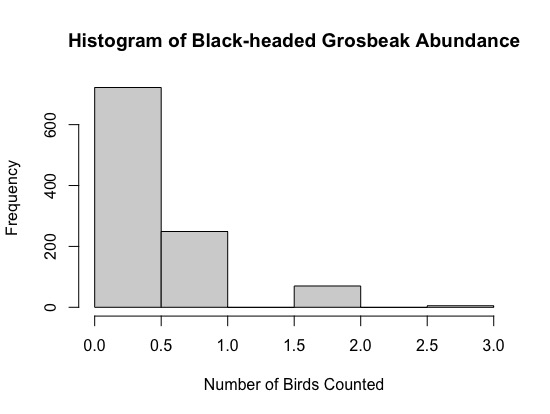 Histogram of Black-headed Grosbeak Abundance
Frequency
600
400
200
0
0.0 0.5 1.0 1.5 2.0 2.5 3.0
Number of Birds Counted